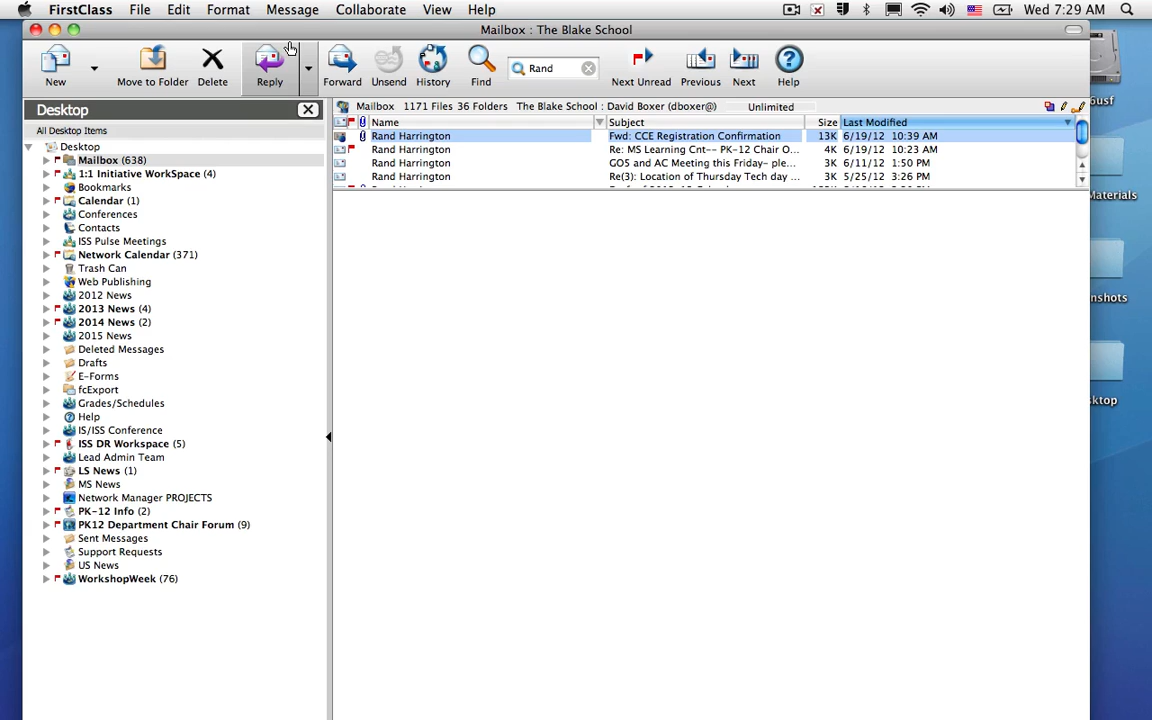 FirstClass File Edit Format Message Collaborate View Help Wed 7:29 AM
Mailbox : The Blake School
New Move to Folder Delete Reply Forward Unsend History Find Rand Next Unread Previous Next Help
Desktop
All Desktop Items
Desktop
Mailbox (638)
1:1 Initiative WorkSpace (4)
Bookmarks
Calendar (1)
Conferences
Contacts
ISS Pulse Meetings
Network Calendar (371)
Trash Can
Web Publishing
2012 News
2013 News (4)
2014 News (2)
2015 News
Deleted Messages
Drafts
E-Forms
fcExport
Grades/Schedules
Help
IS/ISS Conference
ISS DR Workspace (5)
Lead Admin Team
LS News (1)
MS News
Network Manager PROJECTS
PK-12 Info (2)
PK12 Department Chair Forum (9)
Sent Messages
Support Requests
US News
WorkshopWeek (76)
Mailbox 1171 Files 36 Folders The Blake School : David Boxer (dboxer@) Unlimited
Name Subject Size Last Modified
Rand Harrington Fwd: CCE Registration Confirmation 13K 6/19/12 10:39 AM
Rand Harrington Re: MS Learning Cnt-- PK-12 Chair O... 4K 6/19/12 10:23 AM
Rand Harrington GO5 and AC Meeting this Friday- ple... 3K 6/11/12 1:50 PM
Rand Harrington Re(3): Location of Thursday Tech day ... 3K 5/25/12 3:26 PM
6usf
Materials
nshots
sktop